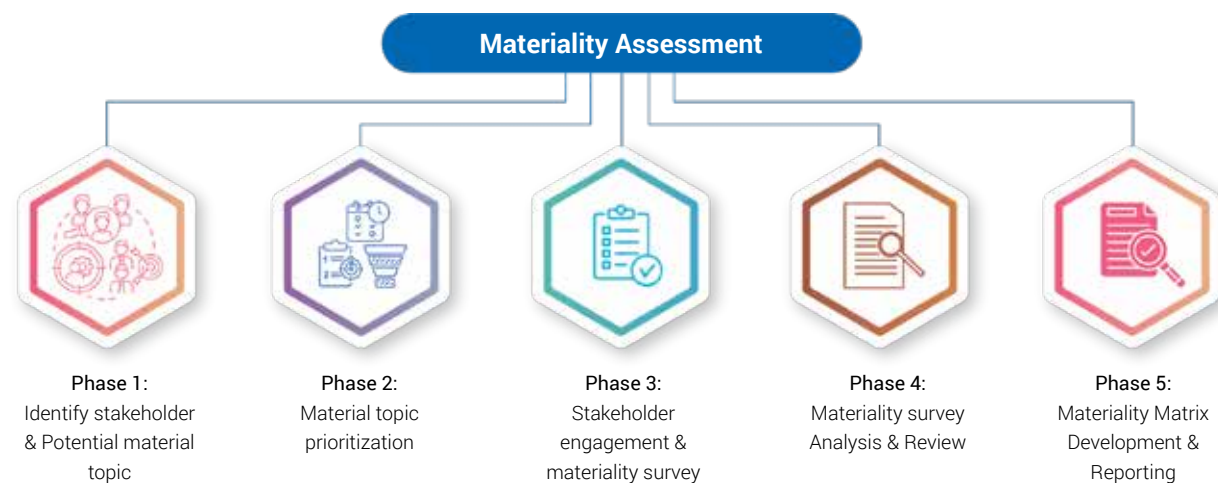 Materiality Assessment
Phase 1:
Identify stakeholder
& Potential material
topic
Phase 2:
Material topic
prioritization
Phase 3:
Stakeholder
engagement &
materiality survey
Phase 4:
Materiality survey
Analysis & Review
Phase 5:
Materiality Matrix
Development &
Reporting